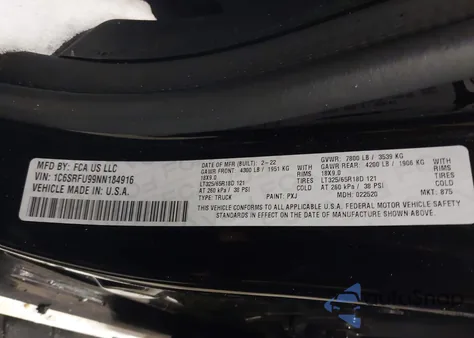 MFD BY: FCA US LLC
VIN: 1C6SRFU99NN184916
VEHICLE MADE IN U.S.A.
DATE OF MFR (BUILT): 2-22
GAWR FRONT: 4300 LB / 1951 KG WITH
18X9.0 RIMS
LT325/65R18D 121 TIRES
AT 260 kPa / 38 PSI
TYPE: TRUCK PAINT: PXJ
GVWR: 7800 LB / 3539 KG
GAWR REAR: 4200 LB / 1906 KG WITH
18X9.0 RIMS
LT325/65R18D 121 TIRES
AT 260 kPa / 38 PSI
MDH: 022520 MKT: 875
THIS VEHICLE CONFORMS TO ALL APPLICABLE U.S.A. FEDERAL MOTOR VEHICLE SAFETY
STANDARDS IN EFFECT ON THE DATE OF MANUFACTURE SHOWN ABOVE.
AutoSnap